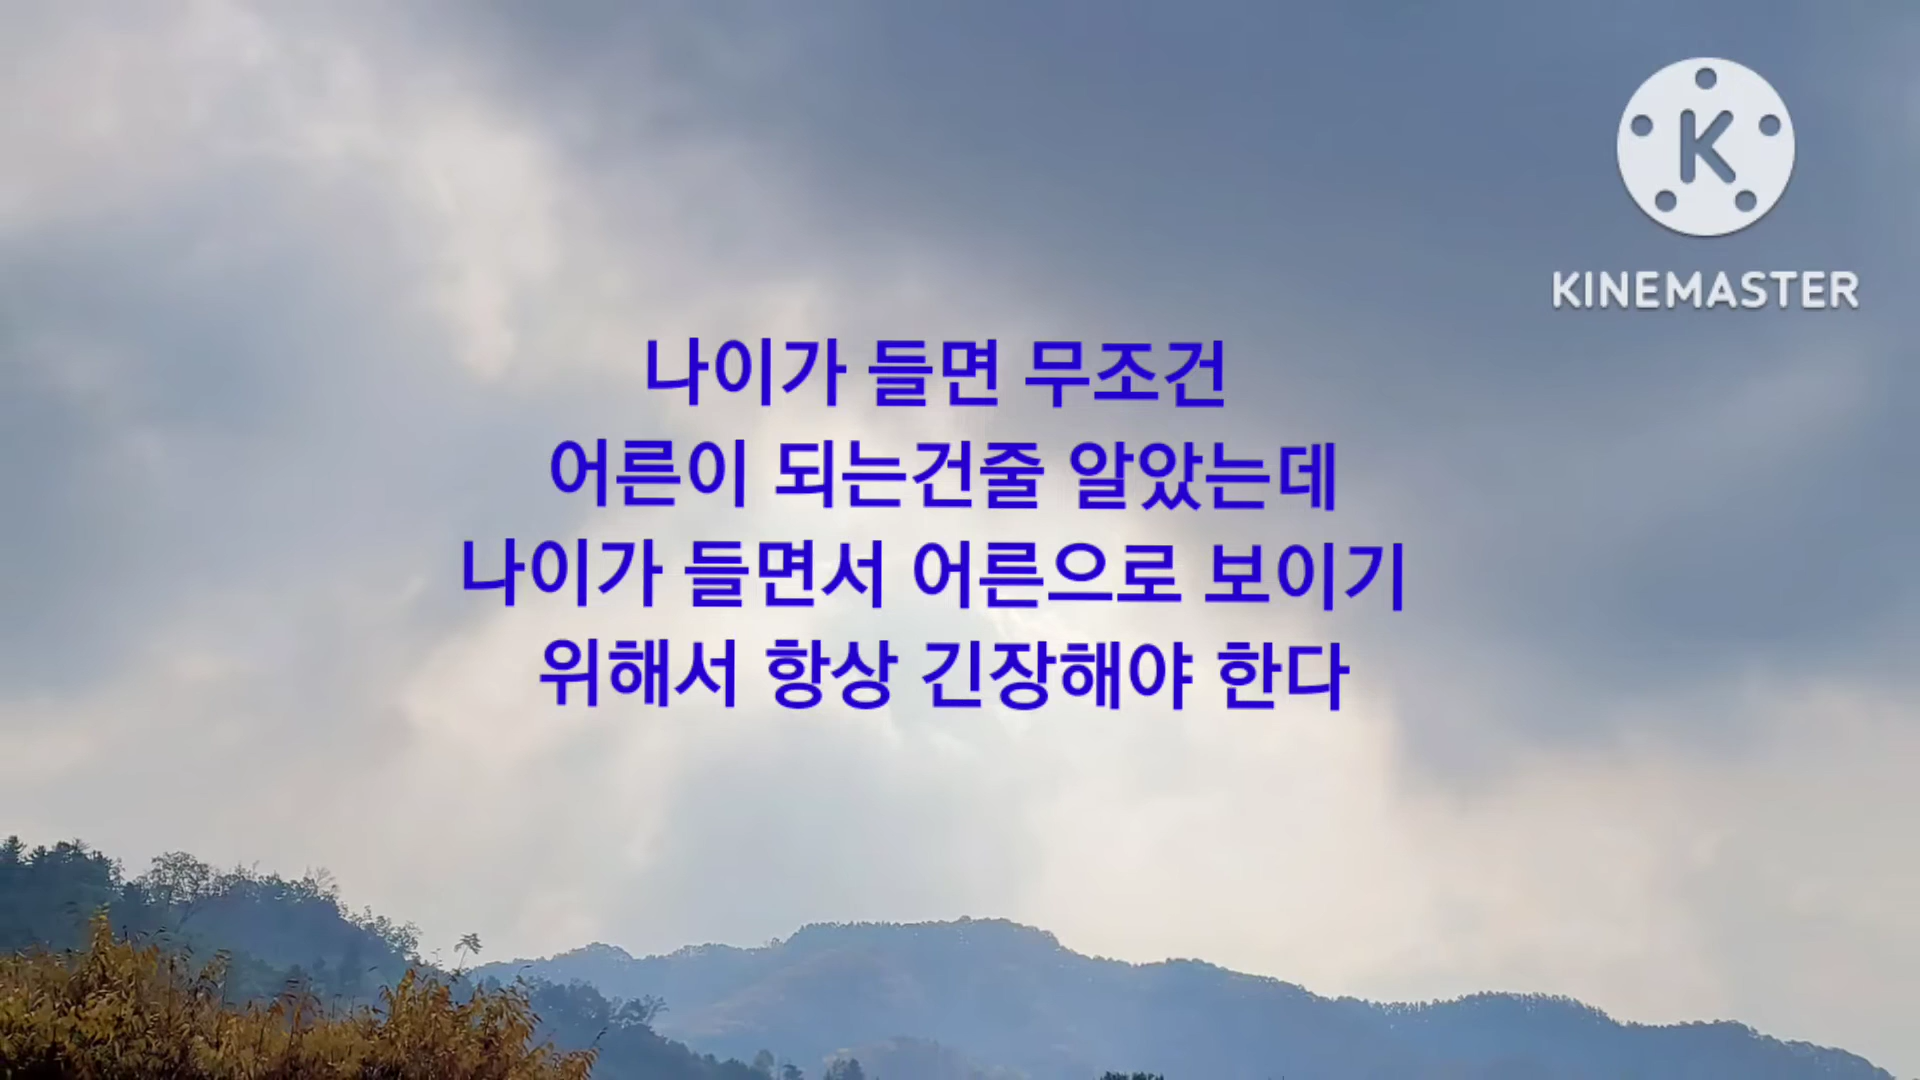 KINEMASTER
나이가 들면 무조건
어른이 되는건줄 알았는데
나이가 들면서 어른으로 보이기
위해서 항상 긴장해야 한다